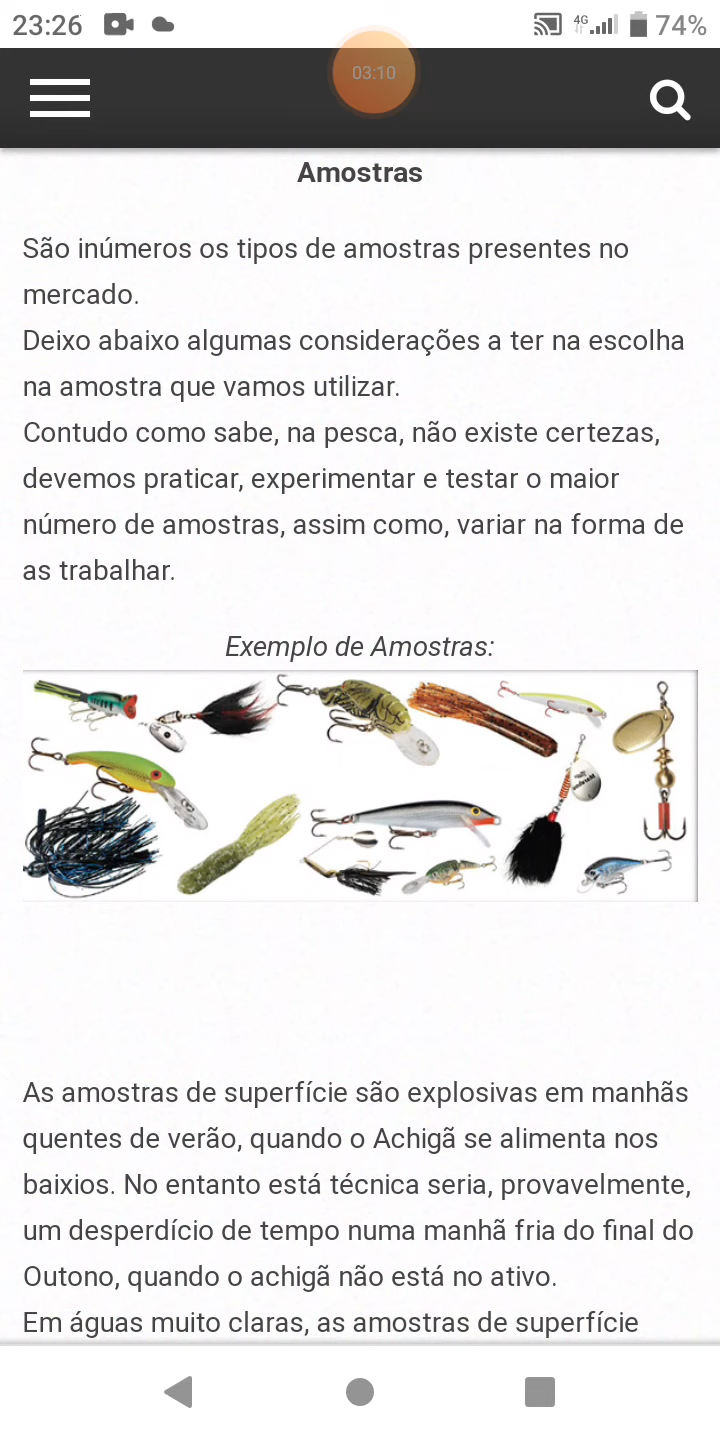 23:26
4G
74%
03:10
Amostras
São inúmeros os tipos de amostras presentes no
mercado.
Deixo abaixo algumas considerações a ter na escolha
na amostra que vamos utilizar.
Contudo como sabe, na pesca, não existe certezas,
devemos praticar, experimentar e testar o maior
número de amostras, assim como, variar na forma de
as trabalhar.
Exemplo de Amostras:
As amostras de superfície são explosivas em manhãs
quentes de verão, quando o Achigã se alimenta nos
baixios. No entanto está técnica seria, provavelmente,
um desperdício de tempo numa manhã fria do final do
Outono, quando o achigã não está no ativo.
Em águas muito claras, as amostras de superfície